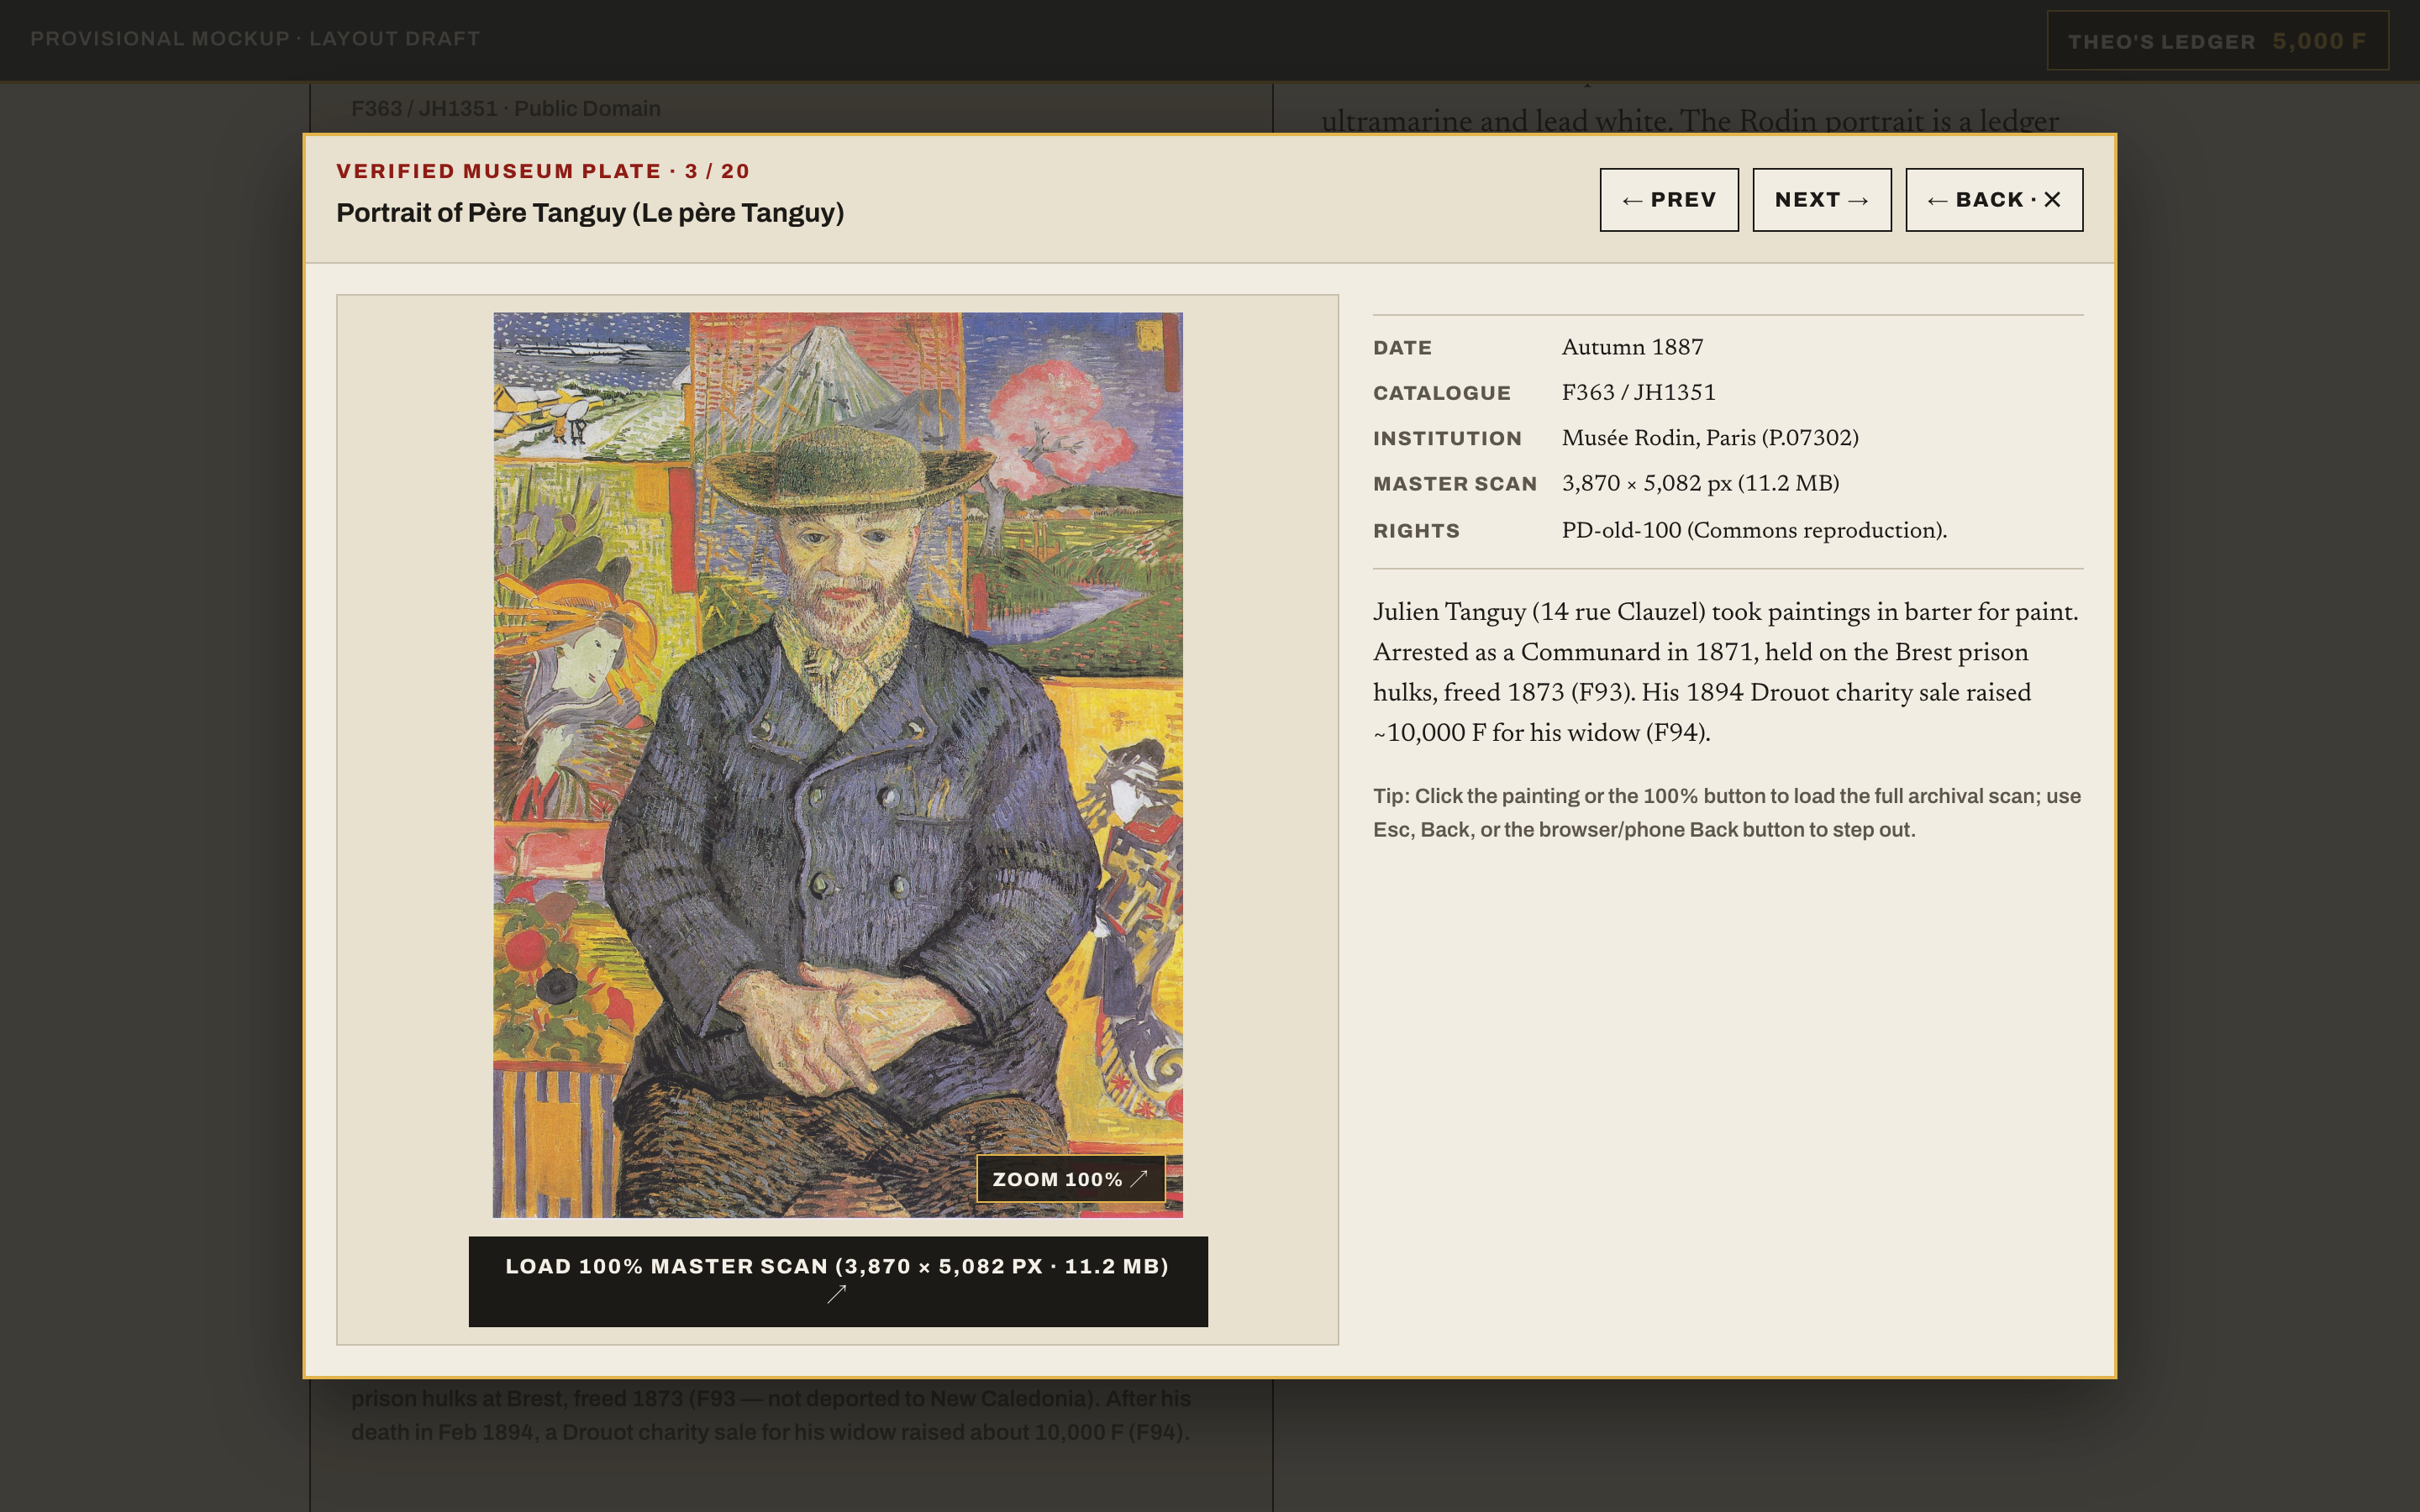 PROVISIONAL MOCKUP · LAYOUT DRAFT
THEO'S LEDGER 5,000 F
F363 / JH1351 · Public Domain
ultramarine and lead white. The Rodin portrait is a ledger
VERIFIED MUSEUM PLATE · 3 / 20
Portrait of Père Tanguy (Le père Tanguy)
← PREV
NEXT →
← BACK · ✕
DATE Autumn 1887
CATALOGUE F363 / JH1351
INSTITUTION Musée Rodin, Paris (P.07302)
MASTER SCAN 3,870 × 5,082 px (11.2 MB)
RIGHTS PD-old-100 (Commons reproduction).
Julien Tanguy (14 rue Clauzel) took paintings in barter for paint.
Arrested as a Communard in 1871, held on the Brest prison
hulks, freed 1873 (F93). His 1894 Drouot charity sale raised
~10,000 F for his widow (F94).
Tip: Click the painting or the 100% button to load the full archival scan; use
Esc, Back, or the browser/phone Back button to step out.
ZOOM 100% ↗
LOAD 100% MASTER SCAN (3,870 × 5,082 PX · 11.2 MB)
↗
prison hulks at Brest, freed 1873 (F93 — not deported to New Caledonia). After his
death in Feb 1894, a Drouot charity sale for his widow raised about 10,000 F (F94).